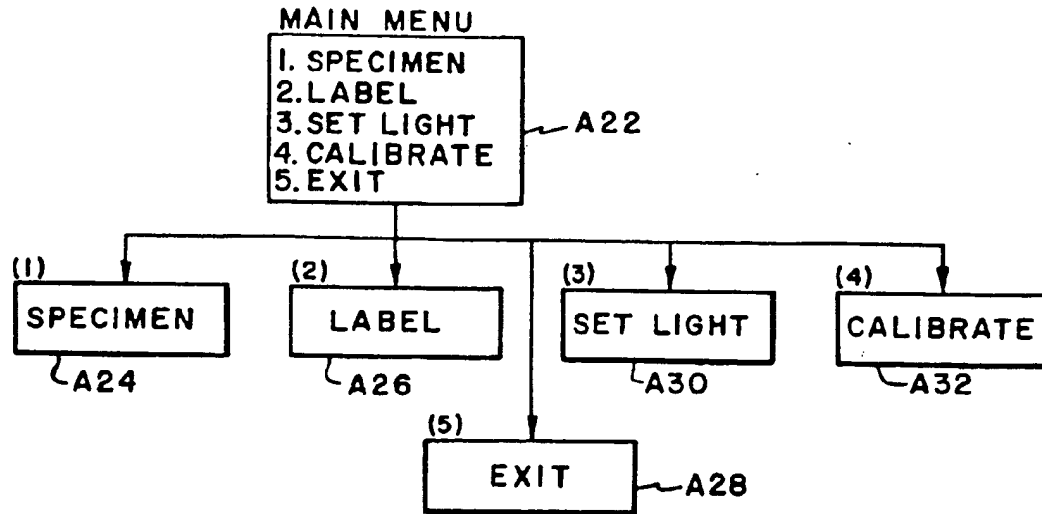 MAIN MENU
1. SPECIMEN
2. LABEL
3. SET LIGHT
4. CALIBRATE
5. EXIT
A22
(1)
SPECIMEN
A24
(2)
LABEL
A26
(3)
SET LIGHT
A30
(4)
CALIBRATE
A32
(5)
EXIT
A28